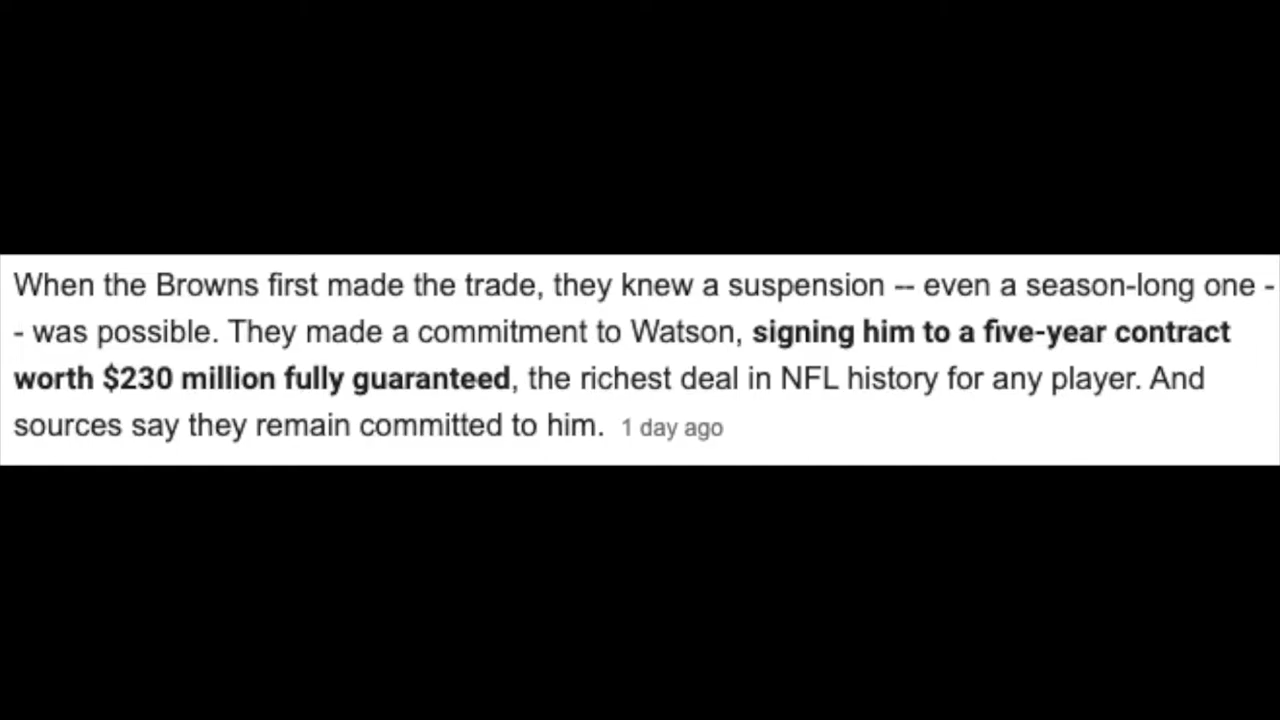 When the Browns first made the trade, they knew a suspension -- even a season-long one -
- was possible. They made a commitment to Watson, signing him to a five-year contract
worth $230 million fully guaranteed, the richest deal in NFL history for any player. And
sources say they remain committed to him. 1 day ago